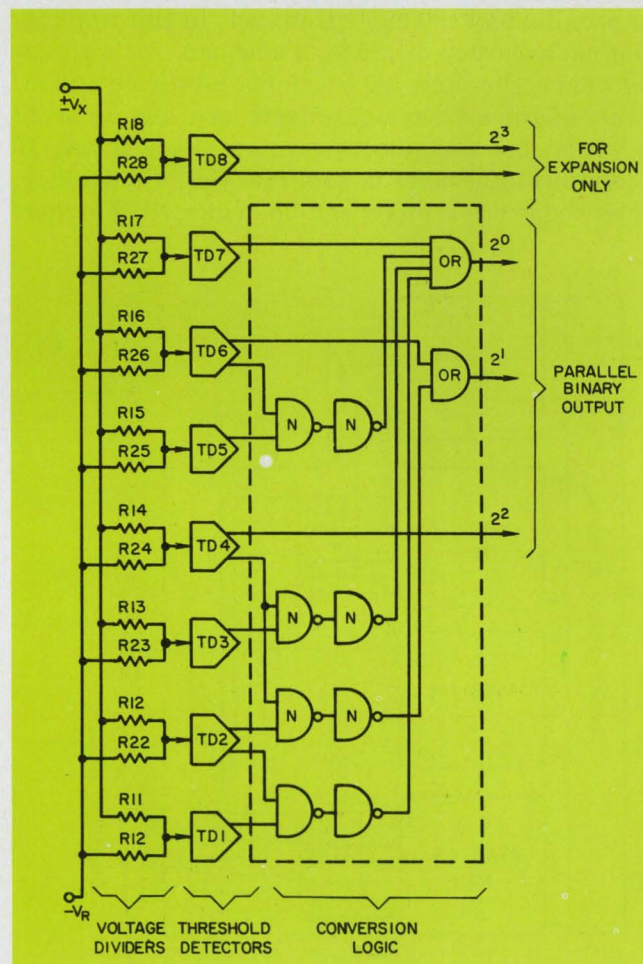 ±VX
R18
R28
TD8
2³
FOR
EXPANSION
ONLY
R17
R27
TD7
OR
2⁰
R16
R26
TD6
OR
2¹
PARALLEL
BINARY
OUTPUT
N
N
R15
R25
TD5
R14
R24
TD4
2²
R13
R23
TD3
N
N
R12
R22
TD2
N
N
R11
R12
TD1
-VR
VOLTAGE
DIVIDERS
THRESHOLD
DETECTORS
CONVERSION
LOGIC